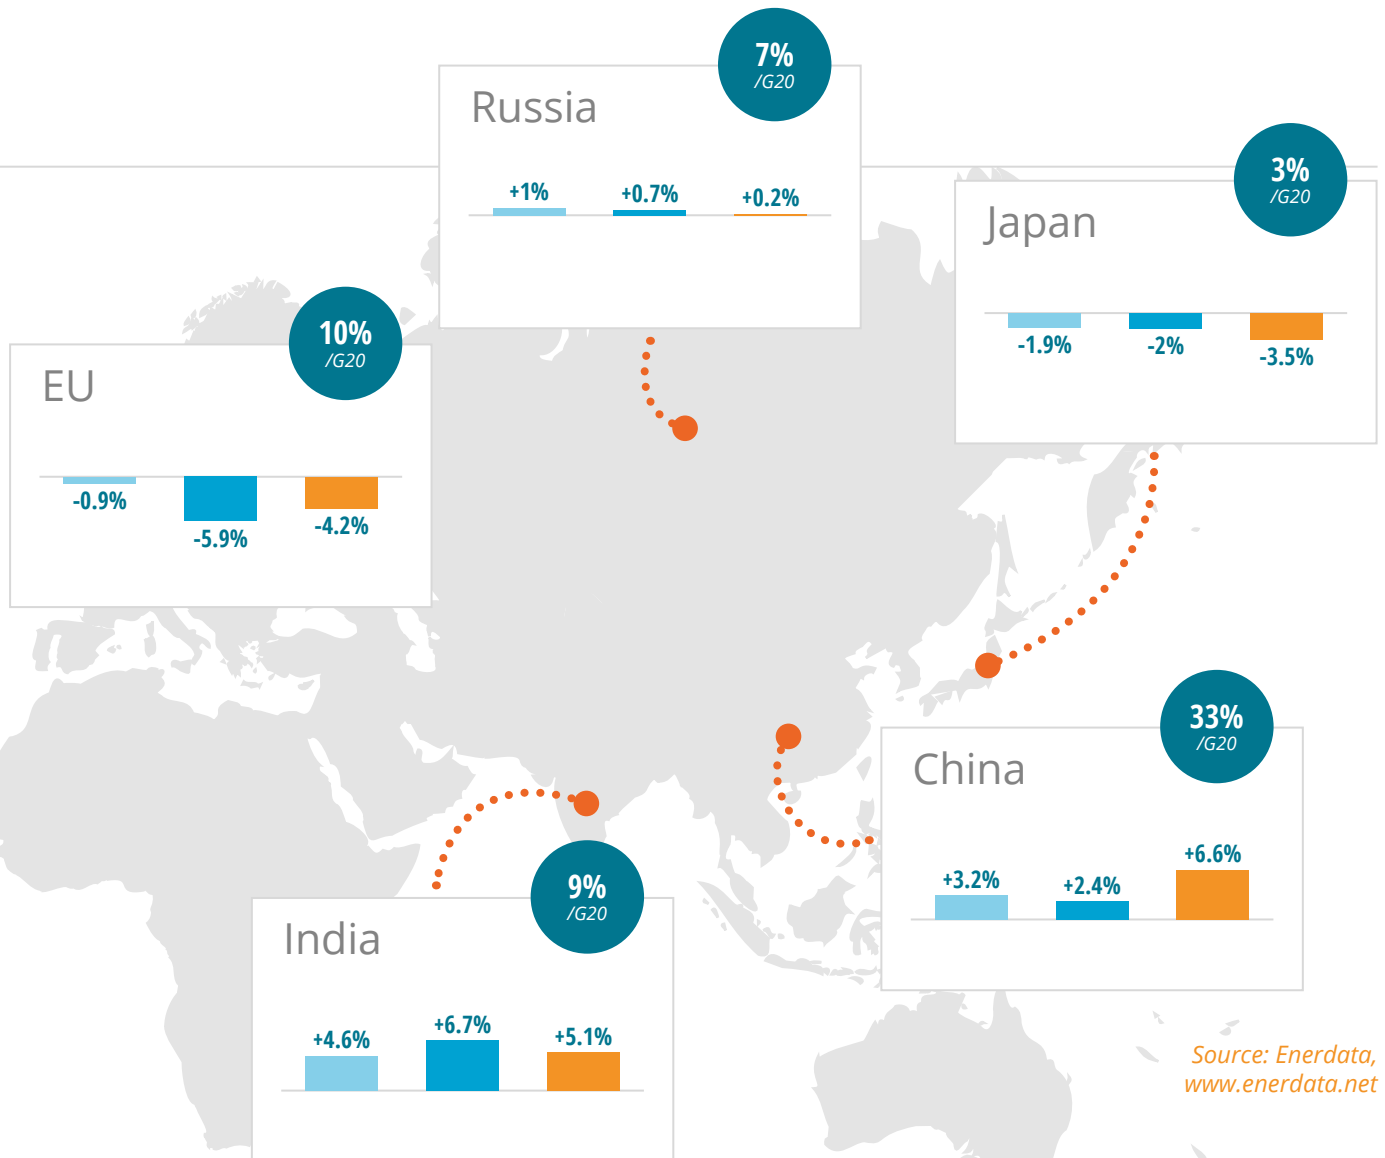 7%
/G20
Russia
+1%
+0.7%
+0.2%
3%
/G20
Japan
-1.9%
-2%
-3.5%
10%
/G20
EU
-0.9%
-5.9%
-4.2%
33%
/G20
China
+3.2%
+2.4%
+6.6%
9%
/G20
India
+4.6%
+6.7%
+5.1%
Source: Enerdata,
www.enerdata.net